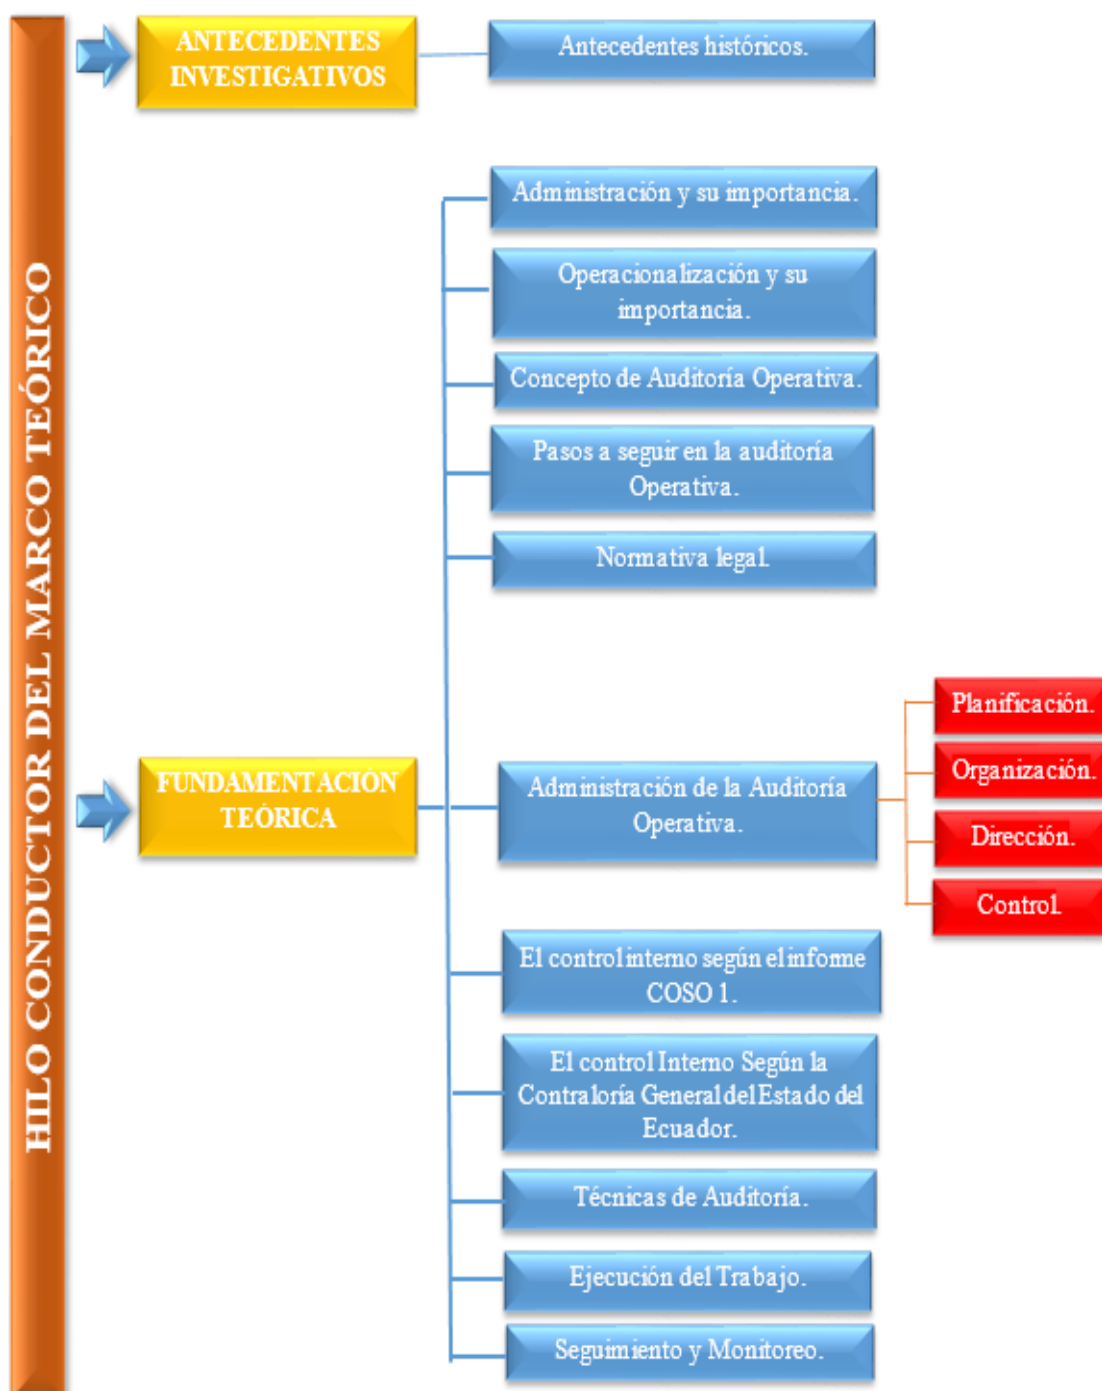 HILO CONDUCTOR DEL MARCO TEÓRICO
ANTECEDENTES
INVESTIGATIVOS
Antecedentes históricos.
FUNDAMENTACIÓN
TEÓRICA
Administración y su importancia.
Operacionalización y su
importancia.
Concepto de Auditoría Operativa.
Pasos a seguir en la auditoría
Operativa.
Normativa legal.
Administración de la Auditoría
Operativa.
Planificación.
Organización.
Dirección.
Control.
El control interno según el informe
COSO 1.
El control Interno Según la
Contraloría General del Estado del
Ecuador.
Técnicas de Auditoría.
Ejecución del Trabajo.
Seguimiento y Monitoreo.